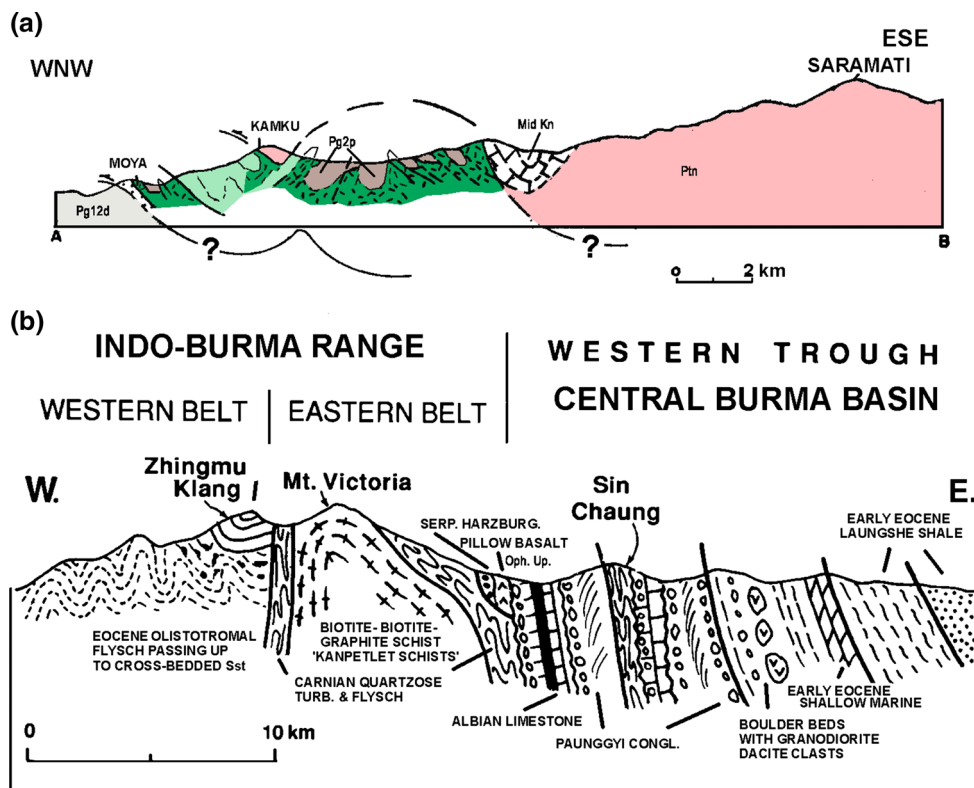 (a)
WNW
ESE
SARAMATI
KAMKU
Pg2p
Mid Kn
MOYA
Ptn
Pg12d
A
B
?
? 
0 2 km
(b)
INDO-BURMA RANGE
WESTERN TROUGH
CENTRAL BURMA BASIN
WESTERN BELT
EASTERN BELT
W.
Zhingmu
Klang
Mt. Victoria
Sin
Chaung
E.
SERP. HARZBURG.
PILLOW BASALT
Oph. Up.
EARLY EOCENE
LAUNGSHE SHALE
EOCENE OLISTOTROMAL
FLYSCH PASSING UP
TO CROSS-BEDDED Sst
BIOTITE- BIOTITE-
GRAPHITE SCHIST
'KANPETLET SCHISTS'
CARNIAN QUARTZOSE
TURB. & FLYSCH
ALBIAN LIMESTONE
PAUNGGYI CONGL.
BOULDER BEDS
WITH GRANODIORITE
DACITE CLASTS
EARLY EOCENE
SHALLOW MARINE
0 10 km